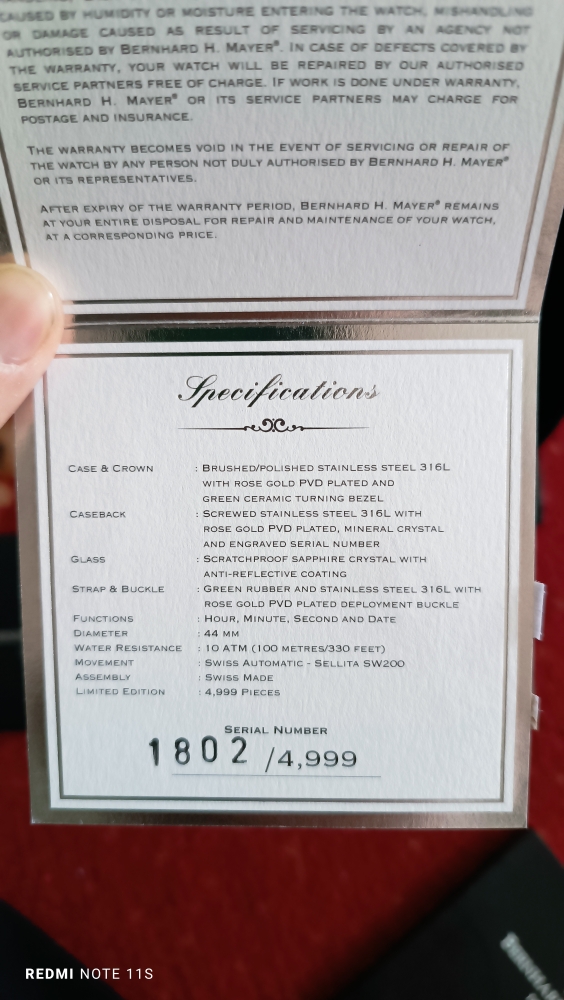 CAUSED BY HUMIDITY OR MOISTURE ENTERING THE WATCH, MISHANDLING
OR DAMAGE CAUSED AS RESULT OF SERVICING BY AN AGENCY NOT
AUTHORISED BY BERNHARD H. MAYER®. IN CASE OF DEFECTS COVERED BY
THE WARRANTY, YOUR WATCH WILL BE REPAIRED BY OUR AUTHORISED
SERVICE PARTNERS FREE OF CHARGE. IF WORK IS DONE UNDER WARRANTY,
BERNHARD H. MAYER® OR ITS SERVICE PARTNERS MAY CHARGE FOR
POSTAGE AND INSURANCE.
THE WARRANTY BECOMES VOID IN THE EVENT OF SERVICING OR REPAIR OF
THE WATCH BY ANY PERSON NOT DULY AUTHORISED BY BERNHARD H. MAYER®
OR ITS REPRESENTATIVES.
AFTER EXPIRY OF THE WARRANTY PERIOD, BERNHARD H. MAYER® REMAINS
AT YOUR ENTIRE DISPOSAL FOR REPAIR AND MAINTENANCE OF YOUR WATCH,
AT A CORRESPONDING PRICE.
Specifications
CASE & CROWN : BRUSHED/POLISHED STAINLESS STEEL 316L
WITH ROSE GOLD PVD PLATED AND
GREEN CERAMIC TURNING BEZEL
CASEBACK : SCREWED STAINLESS STEEL 316L WITH
ROSE GOLD PVD PLATED, MINERAL CRYSTAL
AND ENGRAVED SERIAL NUMBER
GLASS : SCRATCHPROOF SAPPHIRE CRYSTAL WITH
ANTI-REFLECTIVE COATING
STRAP & BUCKLE : GREEN RUBBER AND STAINLESS STEEL 316L WITH
ROSE GOLD PVD PLATED DEPLOYMENT BUCKLE
FUNCTIONS : HOUR, MINUTE, SECOND AND DATE
DIAMETER : 44 MM
WATER RESISTANCE : 10 ATM (100 METRES/330 FEET)
MOVEMENT : SWISS AUTOMATIC - SELLITA SW200
ASSEMBLY : SWISS MADE
LIMITED EDITION : 4,999 PIECES
SERIAL NUMBER
1802 /4,999
REDMI NOTE 11S